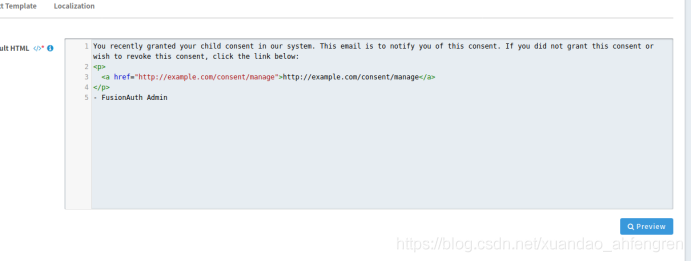 Template Localization
HTML </>*
1 You recently granted your child consent in our system. This email is to notify you of this consent. If you did not grant this consent or
wish to revoke this consent, click the link below:
2 <p>
3 <a href="http://example.com/consent/manage">http://example.com/consent/manage</a>
4 </p>
5 - FusionAuth Admin
Preview
https://blog.csdn.net/xuandao_ahfengren